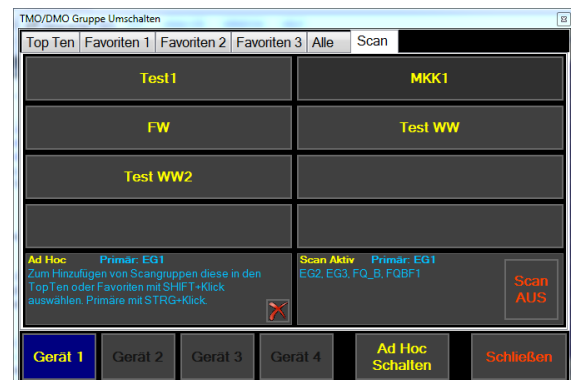 TMO/DMO Gruppe Umschalten
Top Ten Favoriten 1 Favoriten 2 Favoriten 3 Alle Scan
Test1 MKK1
FW Test WW
Test WW2
Ad Hoc Primär: EG1
Zum Hinzufügen von Scangruppen diese in den
TopTen oder Favoriten mit SHIFT+Klick
auswählen. Primäre mit STRG+Klick.
Scan Aktiv Primär: EG1
EG2, EG3, FQ_B, FQBF1
Scan
AUS
Gerät 1 Gerät 2 Gerät 3 Gerät 4
Ad Hoc
Schalten
Schließen